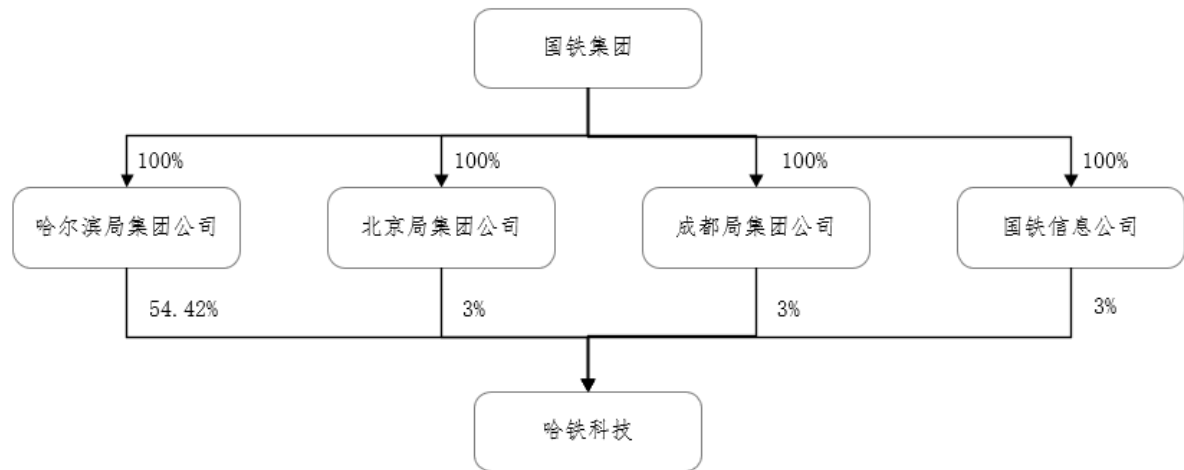 国铁集团
100%
100%
100%
100%
哈尔滨局集团公司
北京局集团公司
成都局集团公司
国铁信息公司
54.42%
3%
3%
3%
哈铁科技